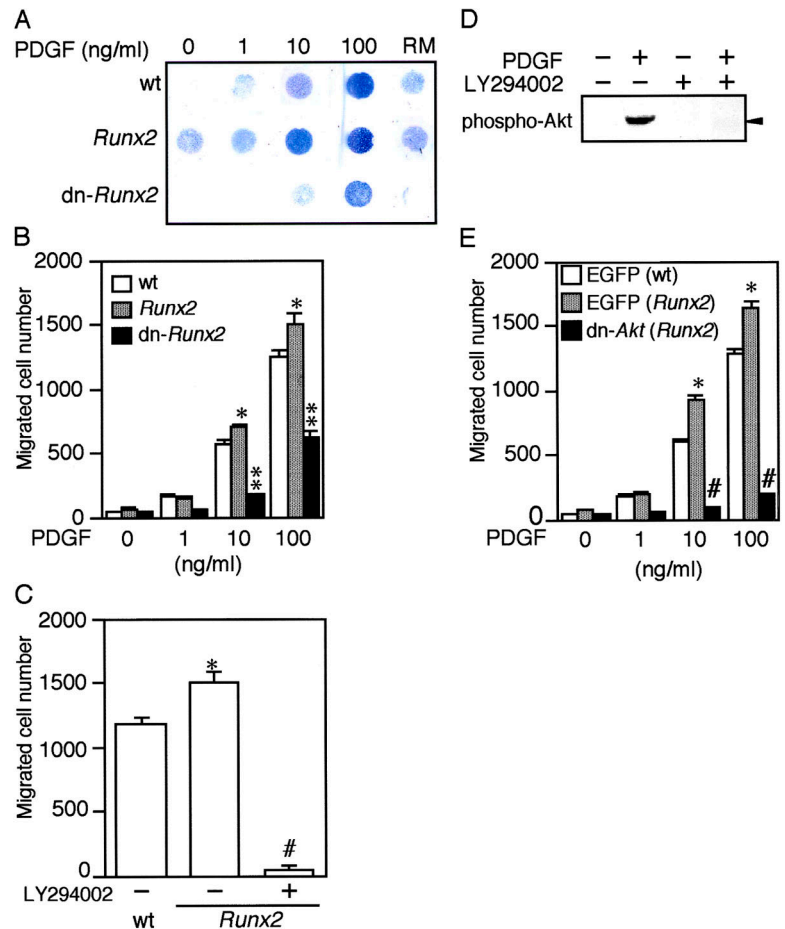 A
PDGF (ng/ml) 0 1 10 100 RM
wt
Runx2
dn-Runx2
B
Migrated cell number
2000
1500
1000
500
0
wt
Runx2
dn-Runx2
*
**
*
**
PDGF 0 1 10 100
(ng/ml)
C
Migrated cell number
2000
1500
1000
500
0
*
#
LY294002 − − +
wt Runx2
D
PDGF − + − +
LY294002 − − + +
phospho-Akt
E
Migrated cell number
2000
1500
1000
500
0
EGFP (wt)
EGFP (Runx2)
dn-Akt (Runx2)
*
#
*
#
PDGF 0 1 10 100
(ng/ml)